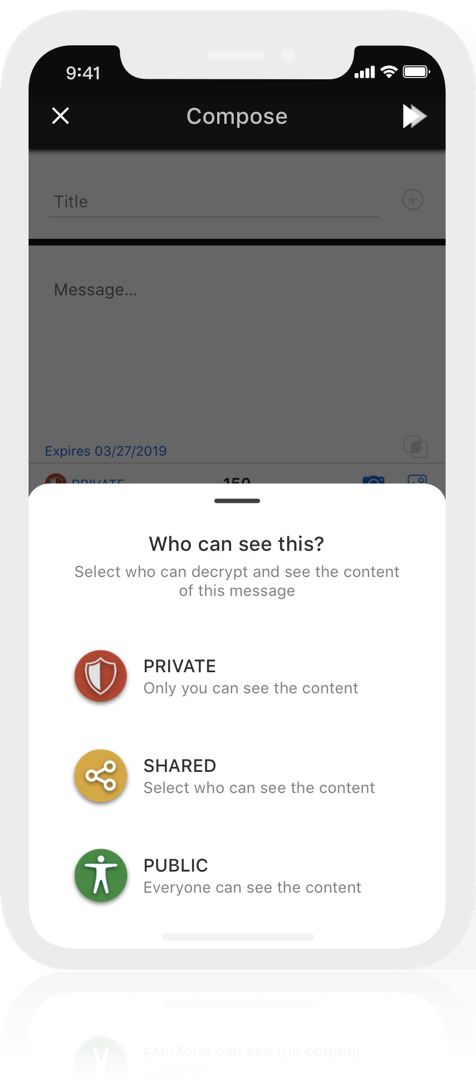 9:41
Compose
Title
Message...
Expires 03/27/2019
PRIVATE
150
Who can see this?
Select who can decrypt and see the content
of this message
PRIVATE
Only you can see the content
SHARED
Select who can see the content
PUBLIC
Everyone can see the content